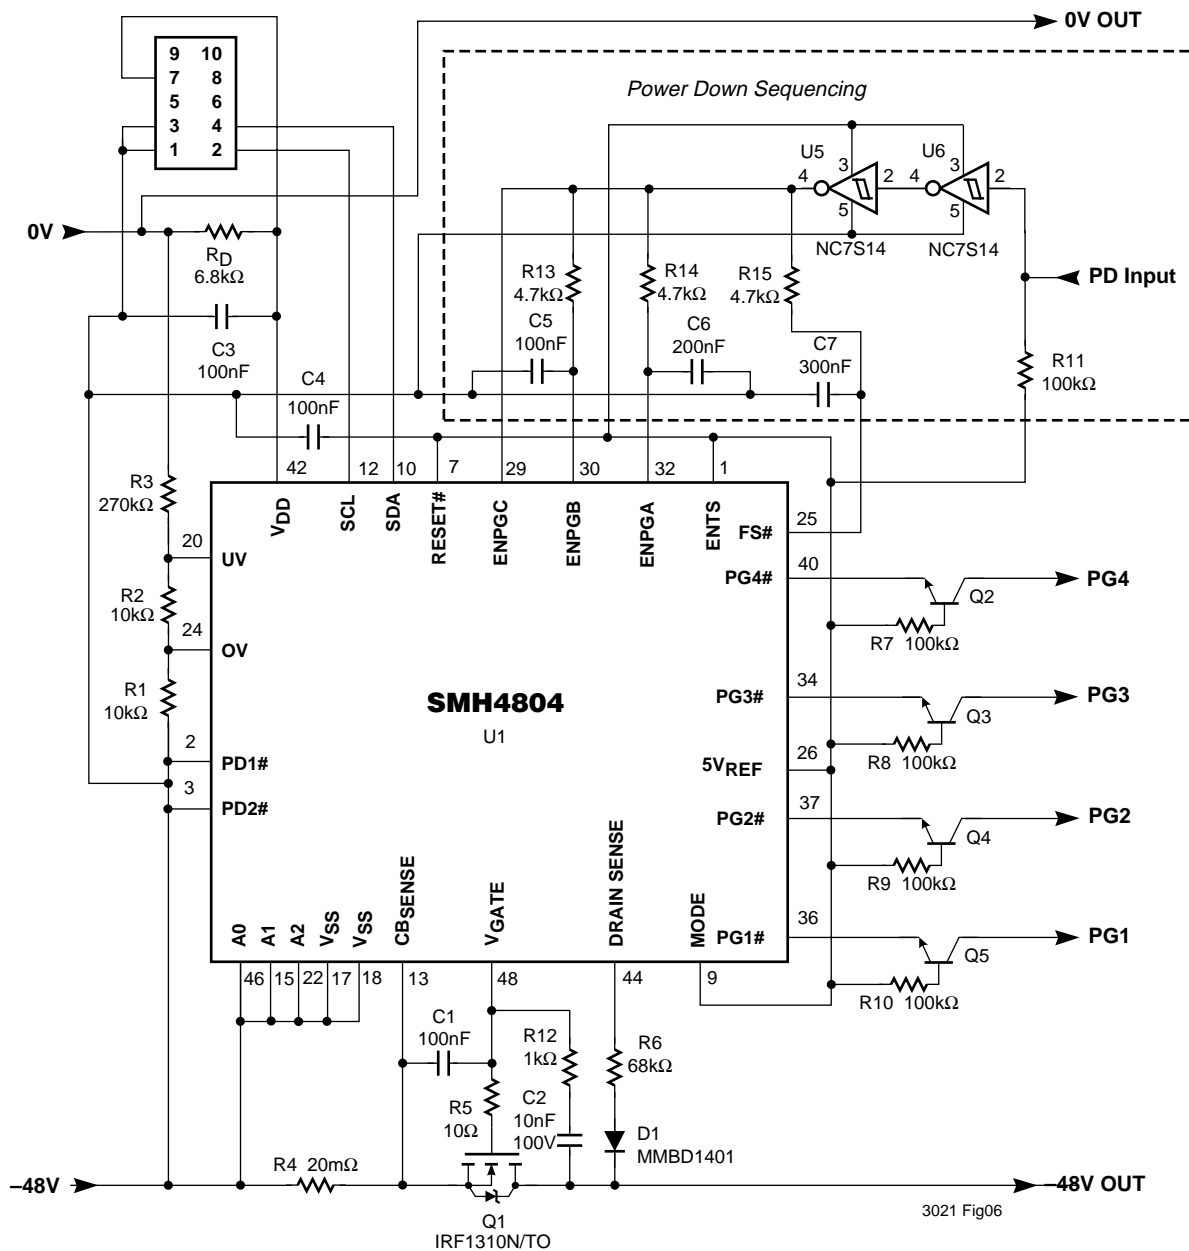 0V OUT
9 10
7 8
5 6
3 4
1 2
Power Down Sequencing
U5
U6
3
3
4
2
4
2
5
5
NC7S14
NC7S14
0V
RD
6.8kΩ
R13
4.7kΩ
R14
4.7kΩ
R15
4.7kΩ
PD Input
C3
100nF
C5
100nF
C6
200nF
C7
300nF
R11
100kΩ
C4
100nF
R3
270kΩ
42
12
10
7
29
30
32
1
VDD
SCL
SDA
RESET#
ENPGC
ENPGB
ENPGA
ENTS
25
FS#
20
UV
40
PG4#
Q2
PG4
R7 100kΩ
R2
10kΩ
24
OV
R1
10kΩ
SMH4804
U1
34
PG3#
Q3
PG3
R8 100kΩ
2
PD1#
26
5VREF
3
PD2#
37
PG2#
Q4
PG2
R9 100kΩ
36
PG1#
Q5
PG1
R10 100kΩ
A0
A1
A2
VSS
VSS
CBSENSE
VGATE
DRAIN SENSE
MODE
46
15
22
17
18
13
48
44
9
C1
100nF
R12
1kΩ
R6
68kΩ
R5
10Ω
C2
10nF
100V
D1
MMBD1401
–48V
R4 20mΩ
–48V OUT
Q1
IRF1310N/TO
3021 Fig06